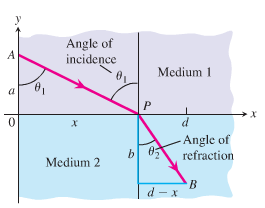 y
A
Angle of
incidence
θ₁
Medium 1
a
θ₁
P
0
x
d
x
Medium 2
b
θ₂
Angle of
refraction
d − x
B